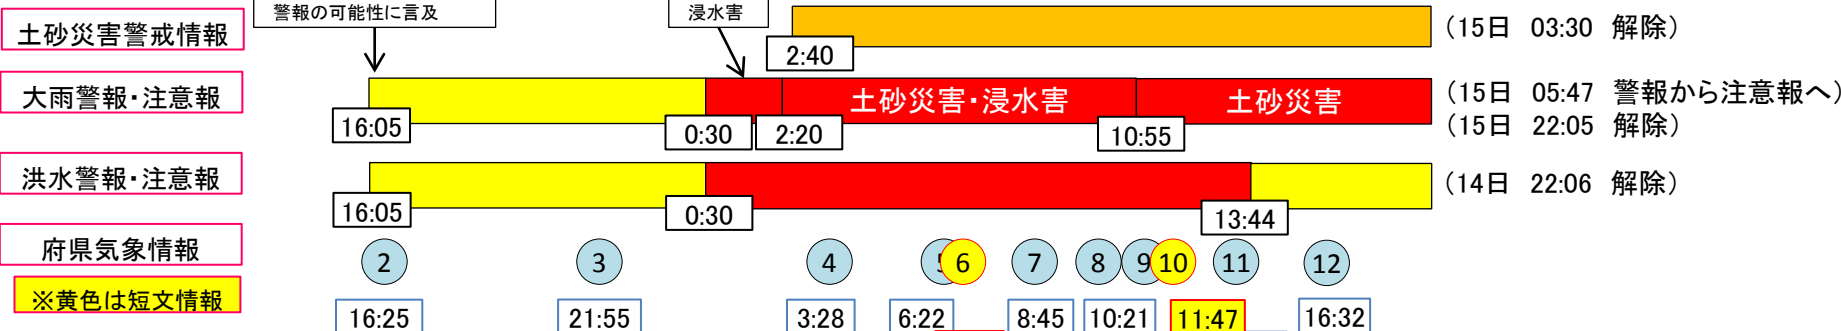 警報の可能性に言及
浸水害
土砂災害警戒情報
2:40
(15日 03:30 解除)
大雨警報・注意報
16:05
0:30
2:20
土砂災害・浸水害
10:55
土砂災害
(15日 05:47 警報から注意報へ)
(15日 22:05 解除)
洪水警報・注意報
16:05
0:30
13:44
(14日 22:06 解除)
府県気象情報
2 3 4 5 6 7 8 9 10 11 12
※黄色は短文情報
16:25 21:55 3:28 6:22 8:45 10:21 11:47 16:32